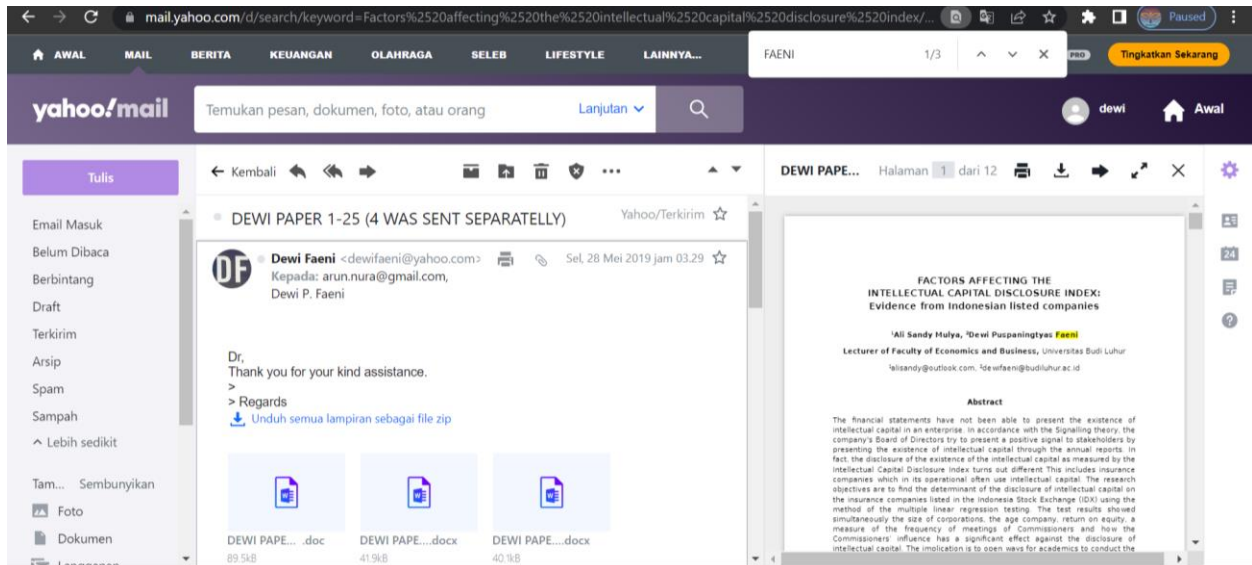 mail.yahoo.com/d/search/keyword=Factors%2520affecting%2520the%2520intellectual%2520capital%2520disclosure%2520index/...
Paused
AWAL MAIL BERITA KEUANGAN OLAHRAGA SELEB LIFESTYLE LAINNYA...
FAENI 1/3
PRO
Tingkatkan Sekarang
yahoo!mail
Temukan pesan, dokumen, foto, atau orang
Lanjutan
dewi
Awal
Tulis
Email Masuk
Belum Dibaca
Berbintang
Draft
Terkirim
Arsip
Spam
Sampah
Lebih sedikit
Tam... Sembunyikan
Foto
Dokumen
Kembali
DEWI PAPER 1-25 (4 WAS SENT SEPARATELLY)
Yahoo/Terkirim
DF
Dewi Faeni <dewifaeni@yahoo.com>
Sel, 28 Mei 2019 jam 03.29
Kepada: arun.nura@gmail.com,
Dewi P. Faeni
Dr,
Thank you for your kind assistance.
>
> Regards
Unduh semua lampiran sebagai file zip
DEWI PAPE... .doc
89.5kB
DEWI PAPE....docx
41.9kB
DEWI PAPE....docx
40.1kB
DEWI PAPE...
Halaman 1 dari 12
24
FACTORS AFFECTING THE
INTELLECTUAL CAPITAL DISCLOSURE INDEX:
Evidence from Indonesian listed companies
¹Ali Sandy Mulya, ²Dewi Puspaningtyas Faeni
Lecturer of Faculty of Economics and Business, Universitas Budi Luhur
¹alisandy@outlook.com, ²dewifaeni@budiluhur.ac.id
Abstract
The financial statements have not been able to present the existence of
intellectual capital in an enterprise. In accordance with the Signalling theory, the
company's Board of Directors try to present a positive signal to stakeholders by
presenting the existence of intellectual capital through the annual reports. In
fact, the disclosure of the existence of the intellectual capital as measured by the
Intellectual Capital Disclosure Index turns out different This includes insurance
companies which in its operational often use intellectual capital. The research
objectives are to find the determinant of the disclosure of intellectual capital on
the insurance companies listed in the Indonesia Stock Exchange (IDX) using the
method of the multiple linear regression testing. The test results showed
simultaneously the size of corporations, the age company, return on equity, a
measure of the frequency of meetings of Commissioners and how the
Commissioners' influence has a significant effect against the disclosure of
intellectual capital. The implication is to open ways for academics to conduct the